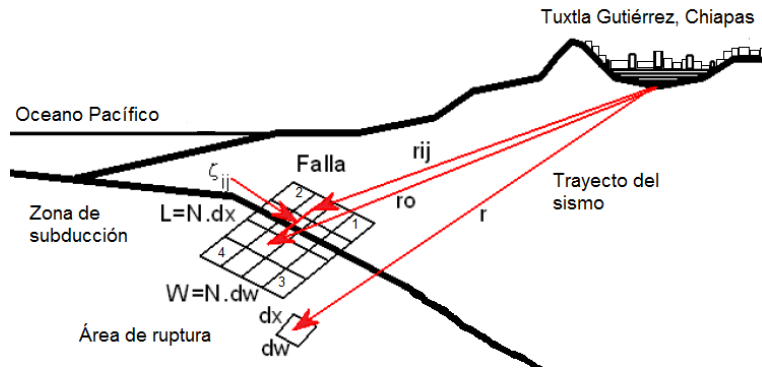 Tuxtla Gutiérrez, Chiapas
Oceano Pacífico
Falla
rij
ζij
ro
r
Trayecto del
sismo
Zona de
subducción
L=N.dx
2
1
4
3
W=N.dw
dx
dw
Área de ruptura